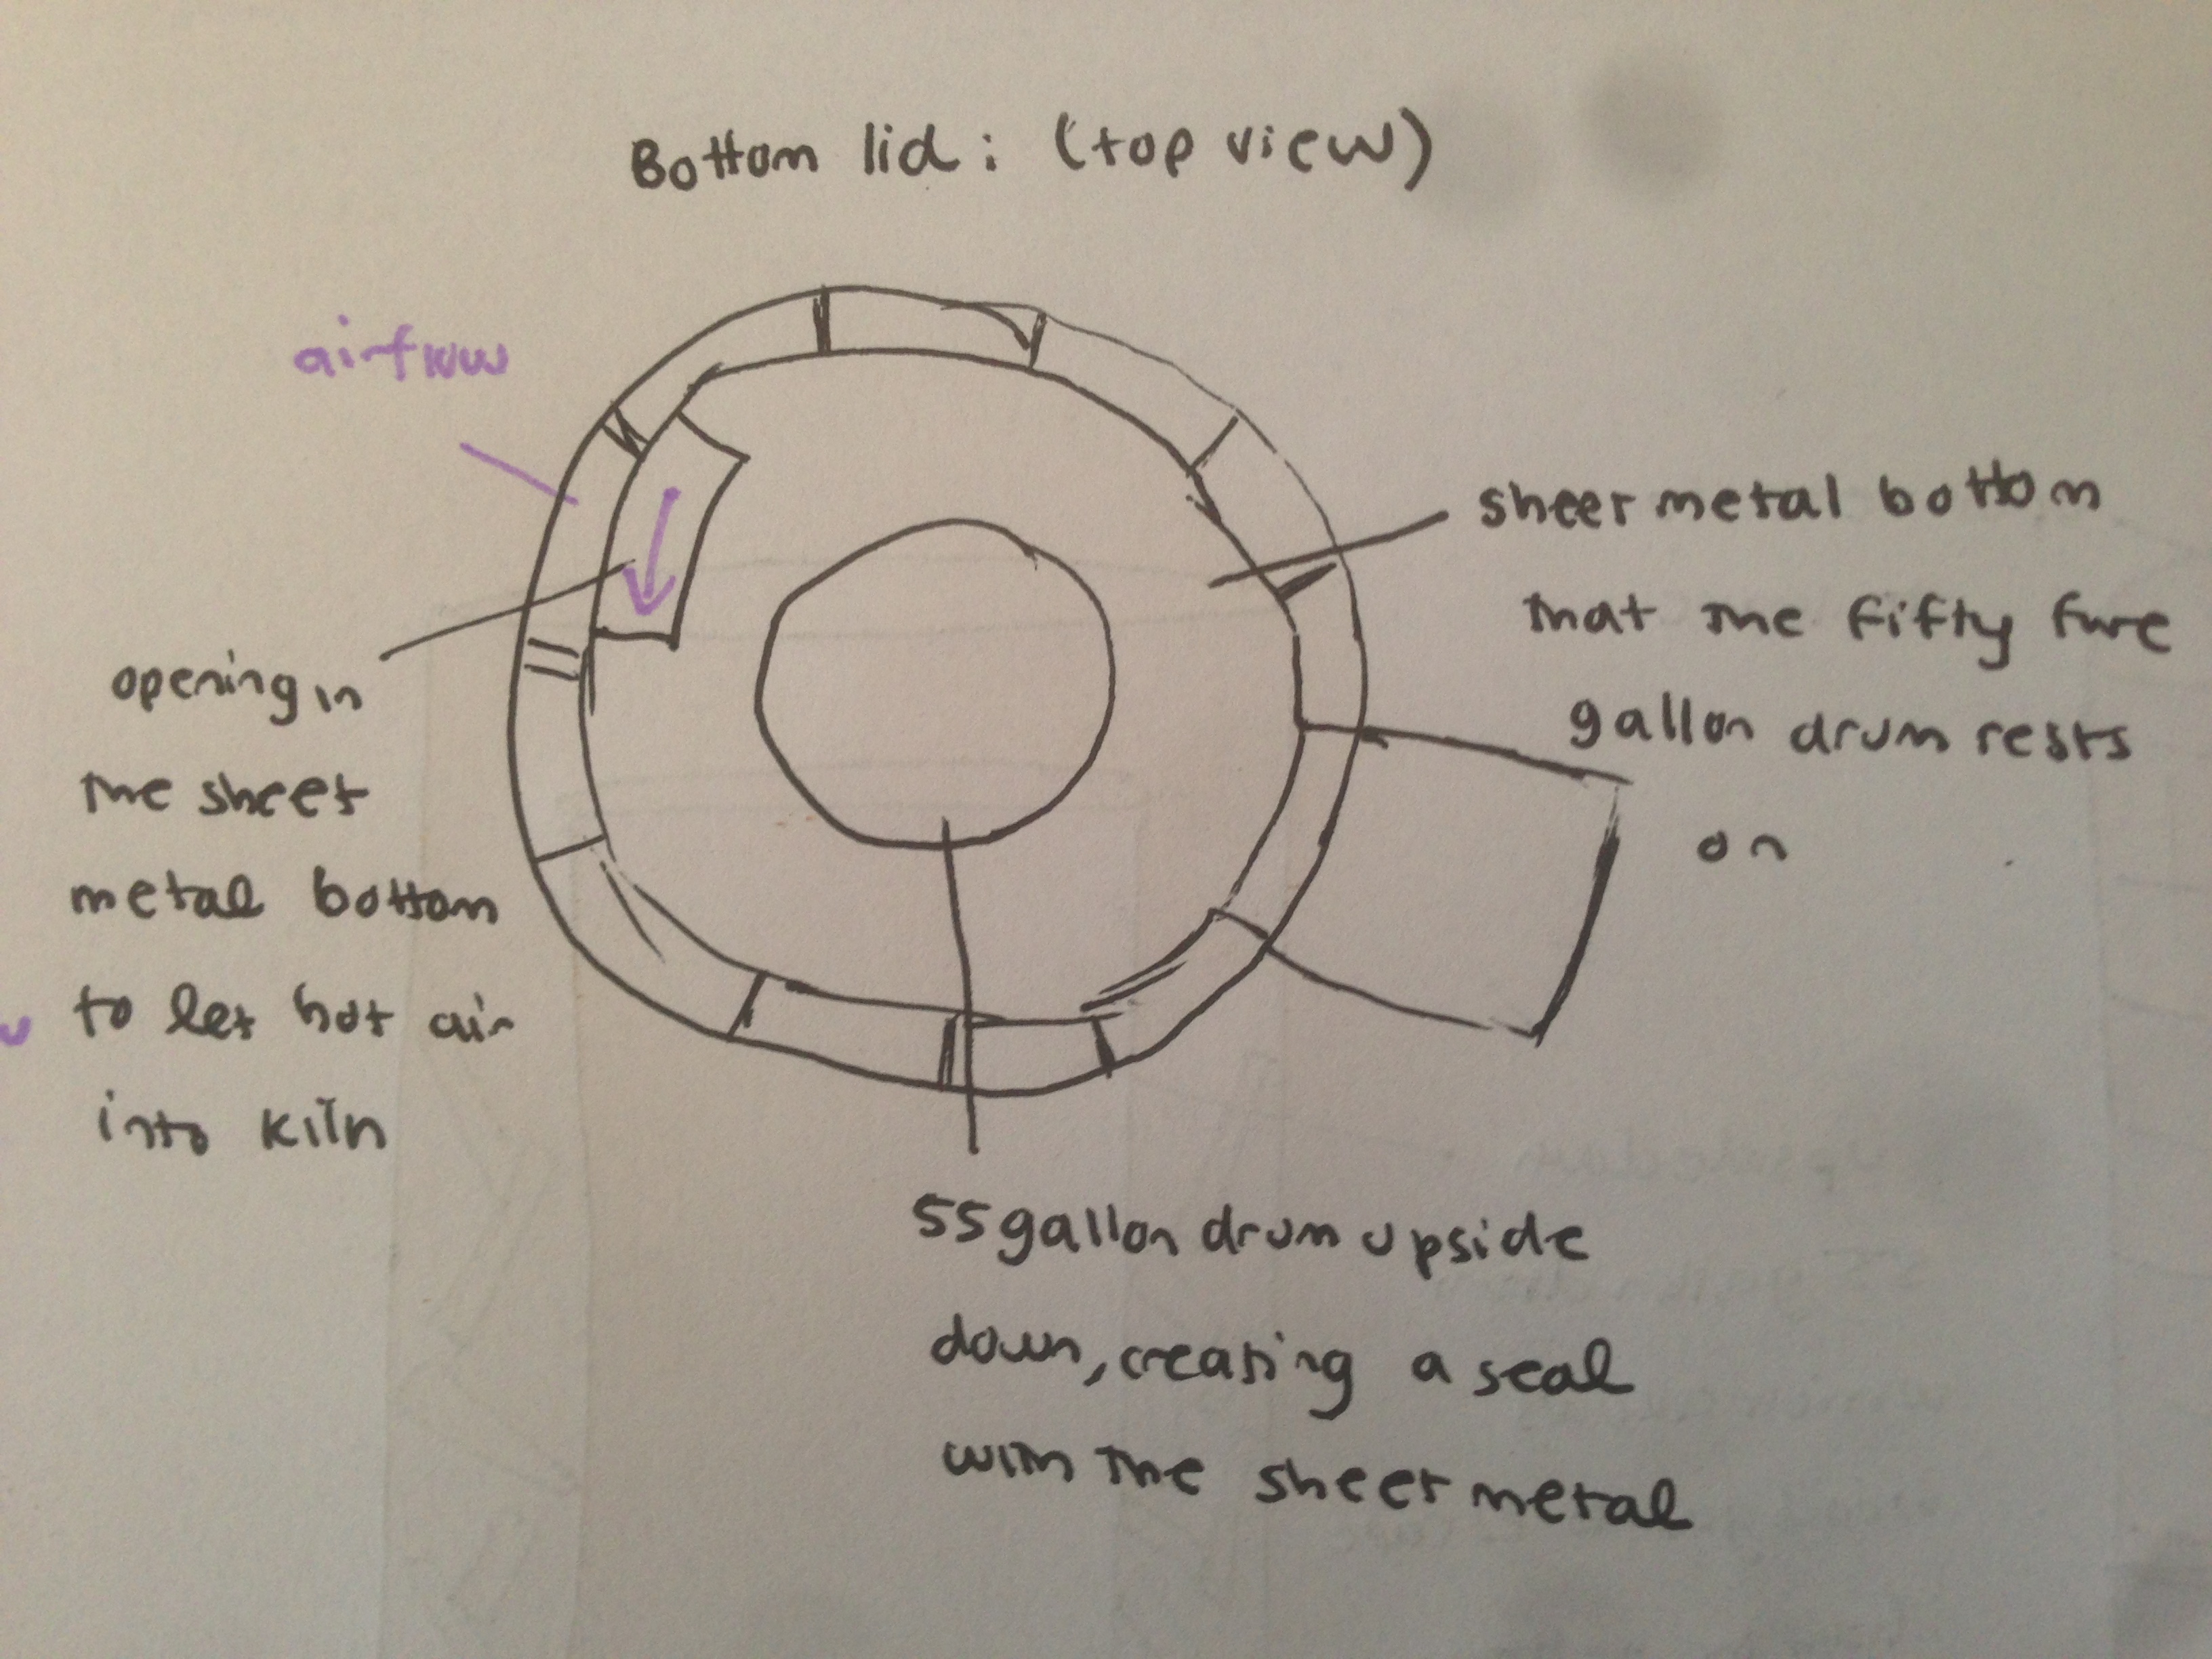 Bottom lid: (top view)
airflow
opening in
the sheet
metal bottom
to let hot air
into kiln
sheet metal bottom
that the fifty five
gallon drum rests
on
55 gallon drum upside
down, creating a seal
with the sheet metal